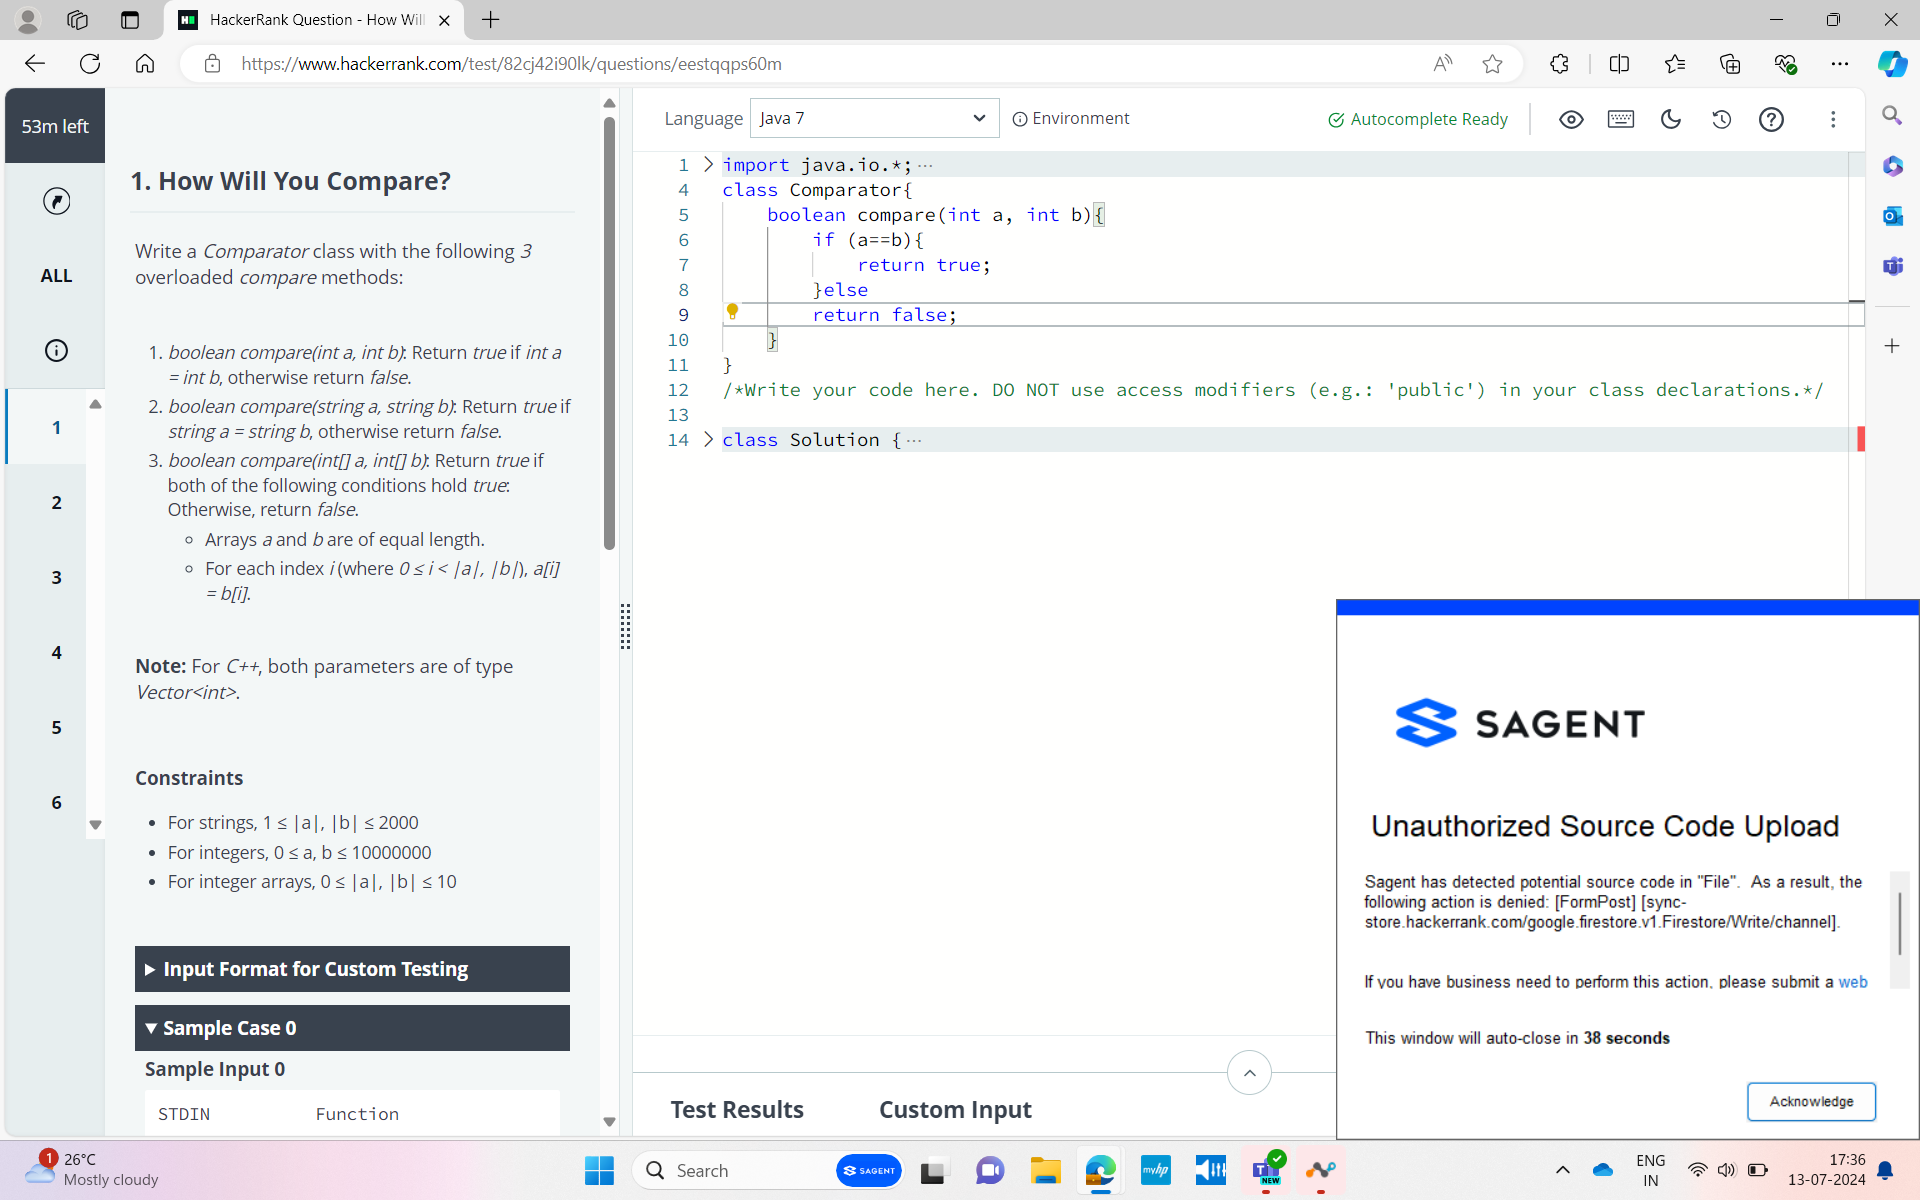 HackerRank Question - How Will
https://www.hackerrank.com/test/82cj42i90lk/questions/eestqqps60m
53m left
ALL
1
2
3
4
5
6
1. How Will You Compare?
Write a Comparator class with the following 3
overloaded compare methods:
1. boolean compare(int a, int b): Return true if int a
= int b, otherwise return false.
2. boolean compare(string a, string b): Return true if
string a = string b, otherwise return false.
3. boolean compare(int[] a, int[] b): Return true if
both of the following conditions hold true:
Otherwise, return false.
Arrays a and b are of equal length.
For each index i (where 0 ≤ i < |a|, |b|), a[i]
= b[i].
Note: For C++, both parameters are of type
Vector<int>.
Constraints
• For strings, 1 ≤ |a|, |b| ≤ 2000
• For integers, 0 ≤ a, b ≤ 10000000
• For integer arrays, 0 ≤ |a|, |b| ≤ 10
Input Format for Custom Testing
Sample Case 0
Sample Input 0
STDIN Function
Language Java 7 Environment
Autocomplete Ready
1 import java.io.*;...
4 class Comparator{
5 boolean compare(int a, int b){
6 if (a==b){
7 return true;
8 }else
9 return false;
10 }
11 }
12 /*Write your code here. DO NOT use access modifiers (e.g.: 'public') in your class declarations.*/
13
14 class Solution {...
Test Results Custom Input
SAGENT
Unauthorized Source Code Upload
Sagent has detected potential source code in "File". As a result, the
following action is denied: [FormPost] [sync-
store.hackerrank.com/google.firestore.v1.Firestore/Write/channel].
If you have business need to perform this action, please submit a web
This window will auto-close in 38 seconds
Acknowledge
1
26°C
Mostly cloudy
Search
SAGENT
myhp
NEW
ENG
IN
17:36
13-07-2024